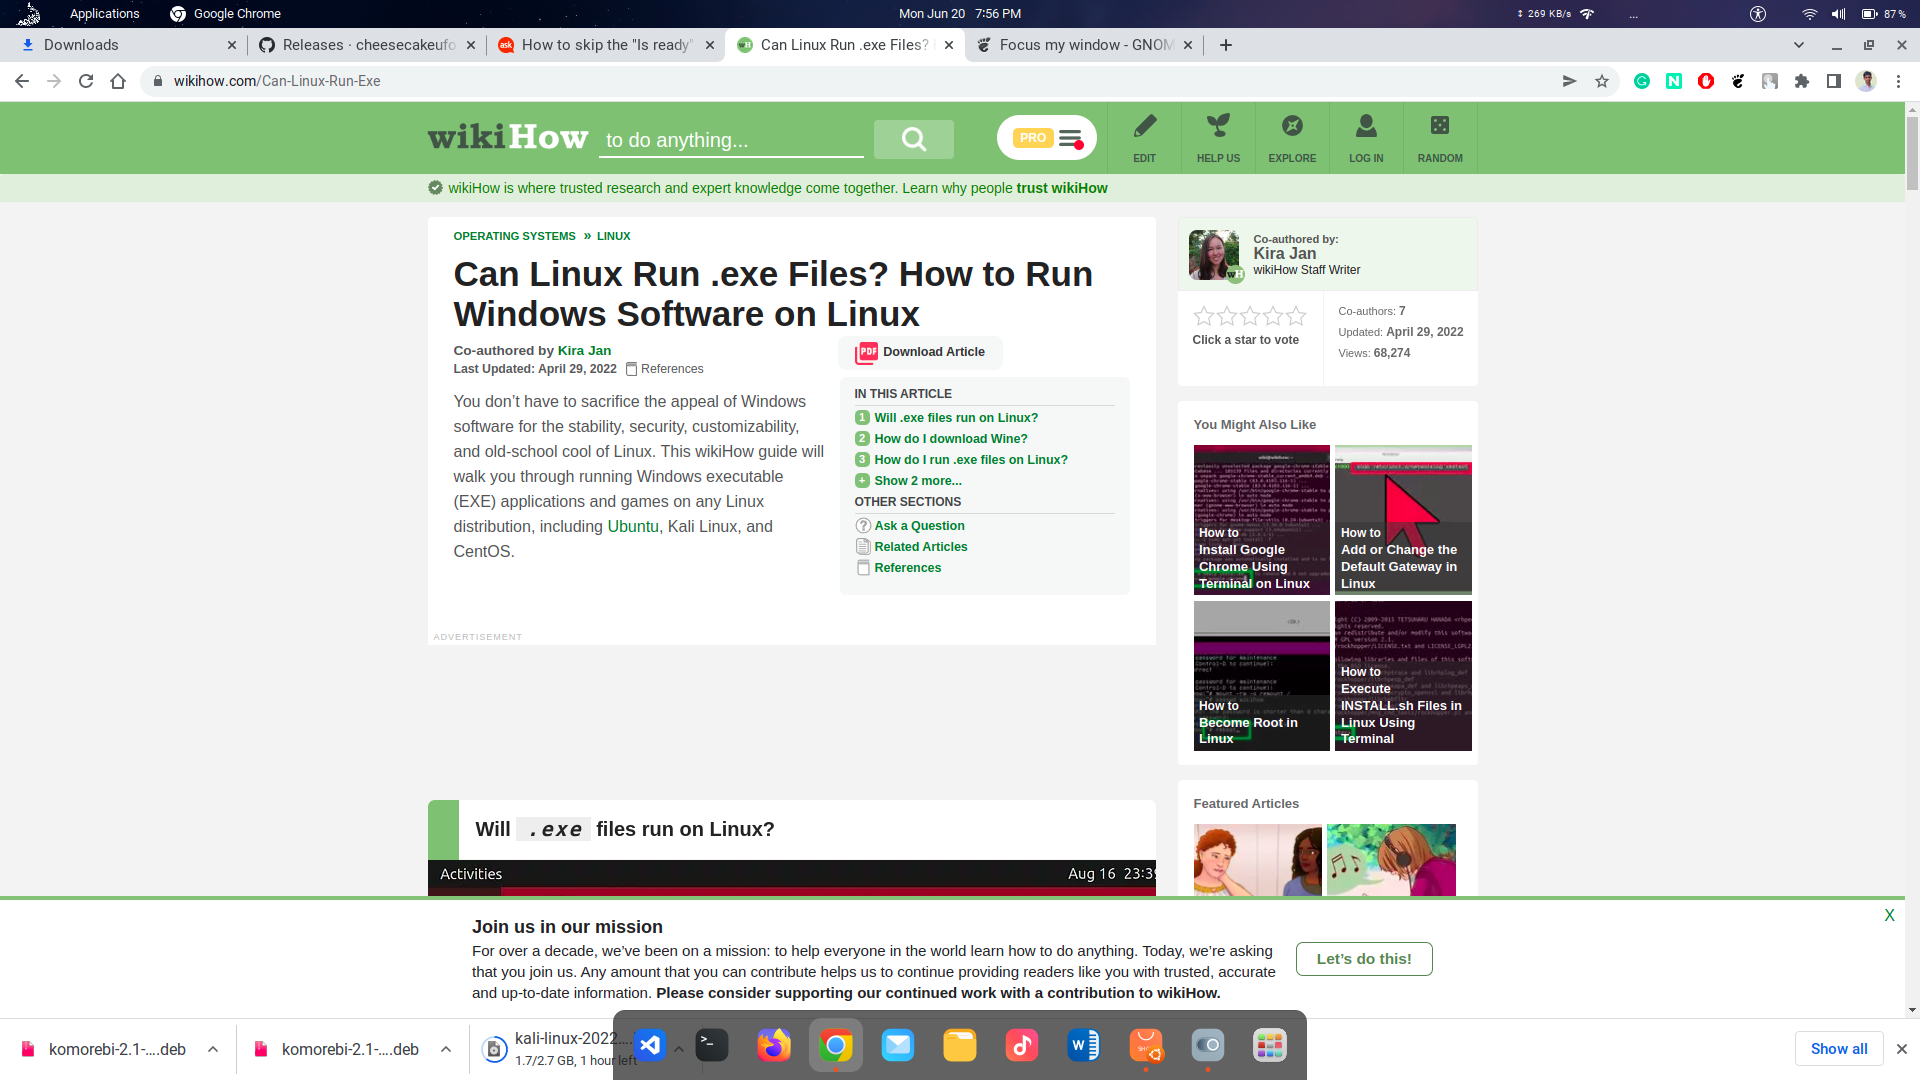 Applications
Google Chrome
Mon Jun 20 7:56 PM
269 KB/s
...
87 %
Downloads
Releases · cheesecakeufo
How to skip the "Is ready"
Can Linux Run .exe Files?
Focus my window - GNOM
wikihow.com/Can-Linux-Run-Exe
wikiHow
to do anything...
PRO
EDIT
HELP US
EXPLORE
LOG IN
RANDOM
wikiHow is where trusted research and expert knowledge come together. Learn why people trust wikiHow
OPERATING SYSTEMS » LINUX
Can Linux Run .exe Files? How to Run
Windows Software on Linux
Co-authored by Kira Jan
Last Updated: April 29, 2022 References
PDF Download Article
You don’t have to sacrifice the appeal of Windows
software for the stability, security, customizability,
and old-school cool of Linux. This wikiHow guide will
walk you through running Windows executable
(EXE) applications and games on any Linux
distribution, including Ubuntu, Kali Linux, and
CentOS.
IN THIS ARTICLE
1 Will .exe files run on Linux?
2 How do I download Wine?
3 How do I run .exe files on Linux?
+ Show 2 more...
OTHER SECTIONS
Ask a Question
Related Articles
References
ADVERTISEMENT
Co-authored by:
Kira Jan
wikiHow Staff Writer
wH
Click a star to vote
Co-authors: 7
Updated: April 29, 2022
Views: 68,274
You Might Also Like
How to
Install Google
Chrome Using
Terminal on Linux
How to
Add or Change the
Default Gateway in
Linux
How to
Become Root in
Linux
How to
Execute
INSTALL.sh Files in
Linux Using
Terminal
Featured Articles
Will .exe files run on Linux?
Activities
Aug 16 23:39
X
Join us in our mission
For over a decade, we’ve been on a mission: to help everyone in the world learn how to do anything. Today, we’re asking
that you join us. Any amount that you can contribute helps us to continue providing readers like you with trusted, accurate
and up-to-date information. Please consider supporting our continued work with a contribution to wikiHow.
Let’s do this!
komorebi-2.1-....deb
komorebi-2.1-....deb
kali-linux-2022....
1.7/2.7 GB, 1 hour left
Show all